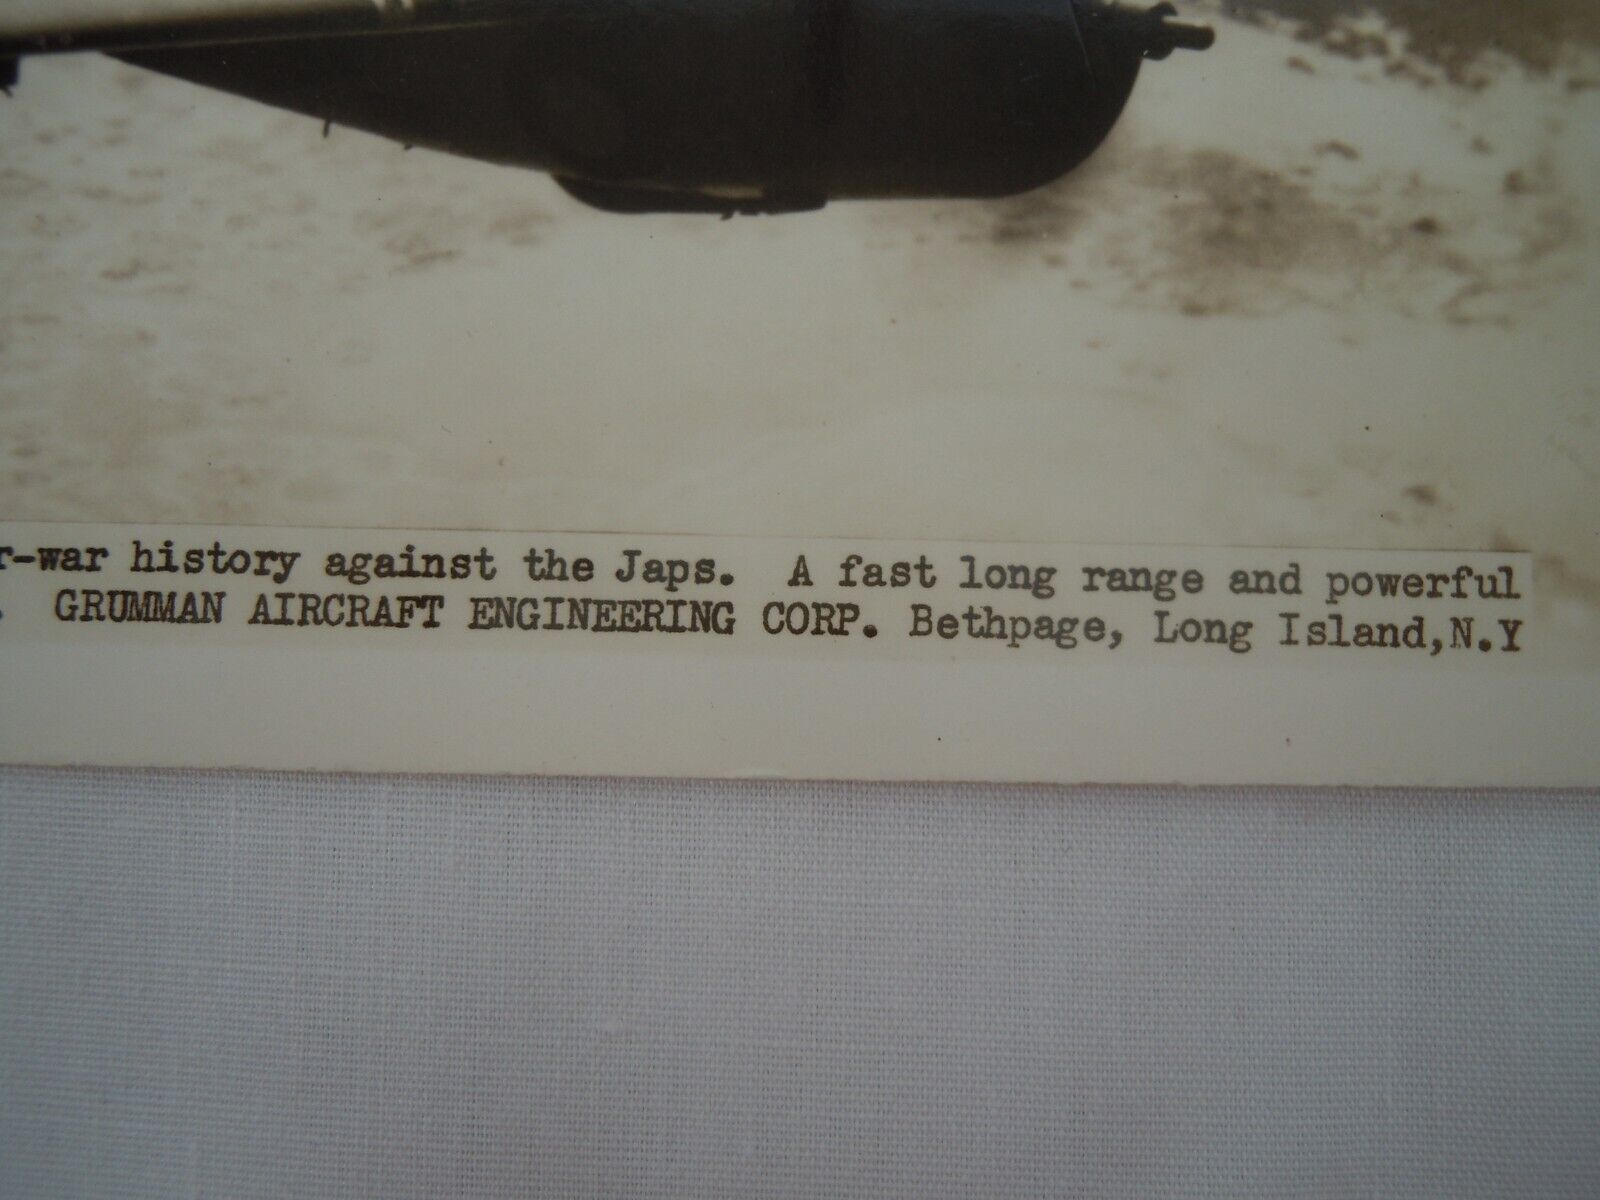 r-war history against the Japs. A fast long range and powerful
. GRUMMAN AIRCRAFT ENGINEERING CORP. Bethpage, Long Island,N.Y